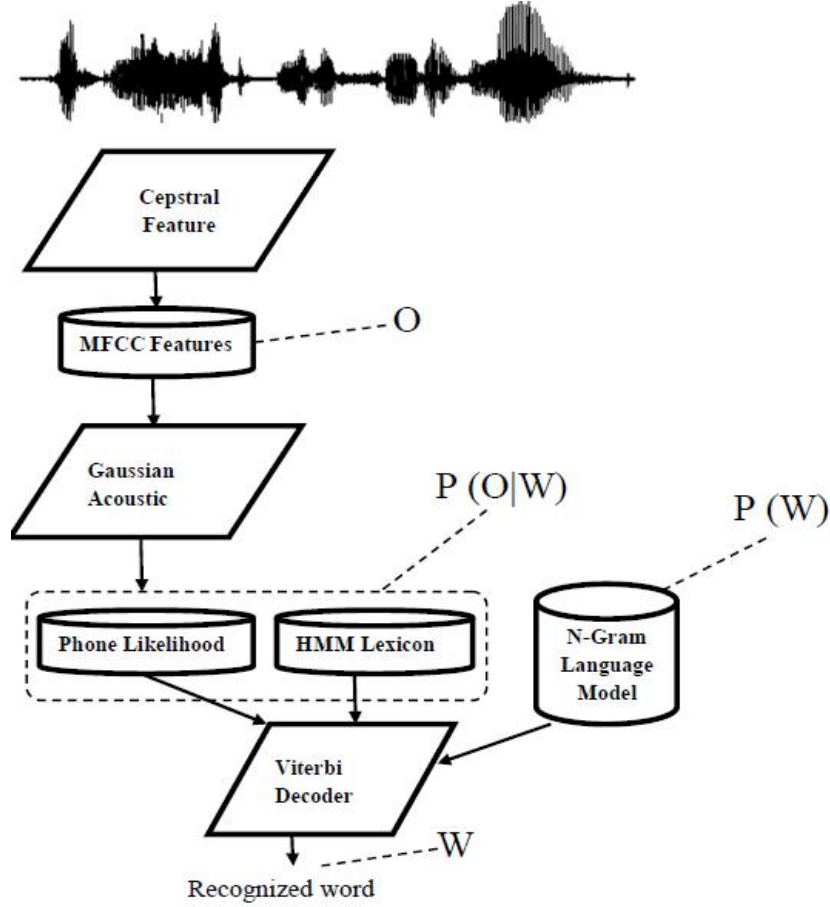 Cepstral
Feature
MFCC Features
O
Gaussian
Acoustic
P (O|W)
P (W)
Phone Likelihood
HMM Lexicon
N-Gram
Language
Model
Viterbi
Decoder
W
Recognized word